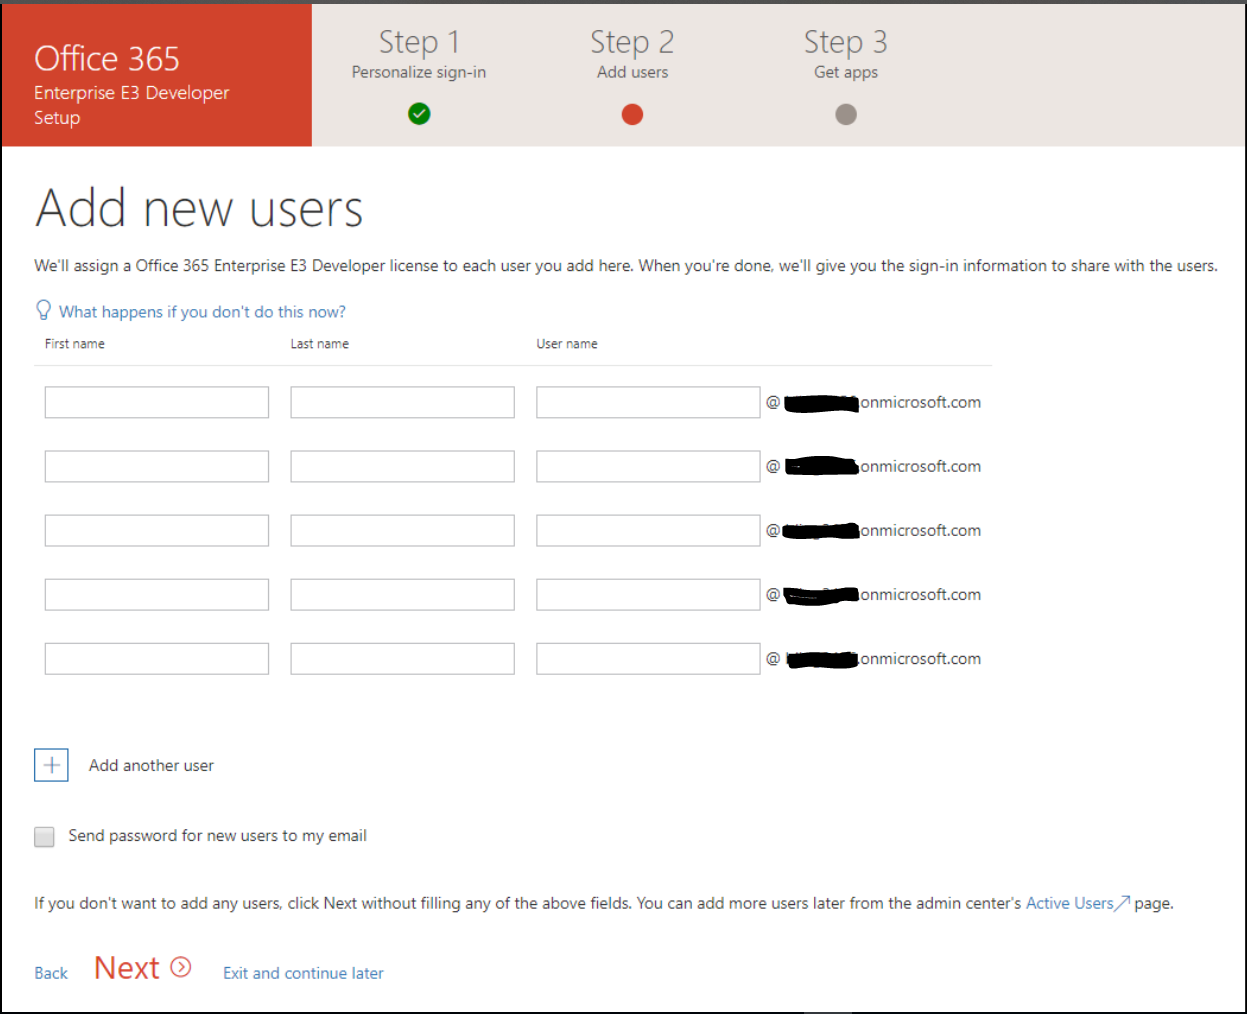 Office 365
Enterprise E3 Developer
Setup
Step 1
Personalize sign-in
Step 2
Add users
Step 3
Get apps
Add new users
We'll assign a Office 365 Enterprise E3 Developer license to each user you add here. When you're done, we'll give you the sign-in information to share with the users.
What happens if you don't do this now?
First name Last name User name
@ onmicrosoft.com
@ onmicrosoft.com
@ onmicrosoft.com
@ onmicrosoft.com
@ onmicrosoft.com
Add another user
Send password for new users to my email
If you don't want to add any users, click Next without filling any of the above fields. You can add more users later from the admin center's Active Users page.
Back Next Exit and continue later